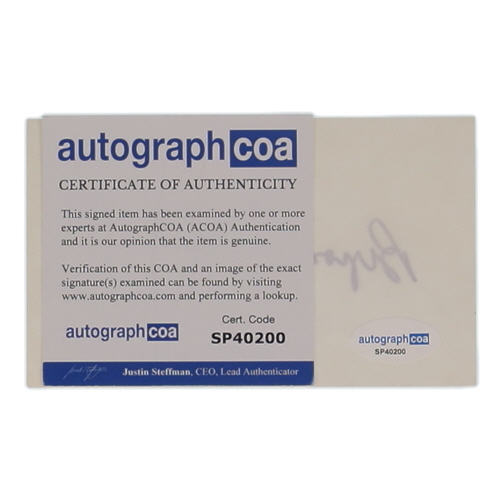 autographcoa
CERTIFICATE OF AUTHENTICITY
This signed item has been examined by one or more
experts at AutographCOA (ACOA) Authentication
and it is our opinion that the item is genuine.
Verification of this COA and an image of the exact
signature(s) examined can be found by visiting
www.autographcoa.com and performing a lookup.
autographcoa
Cert. Code
SP40200
Justin Steffman, CEO, Lead Authenticator
autographcoa
SP40200